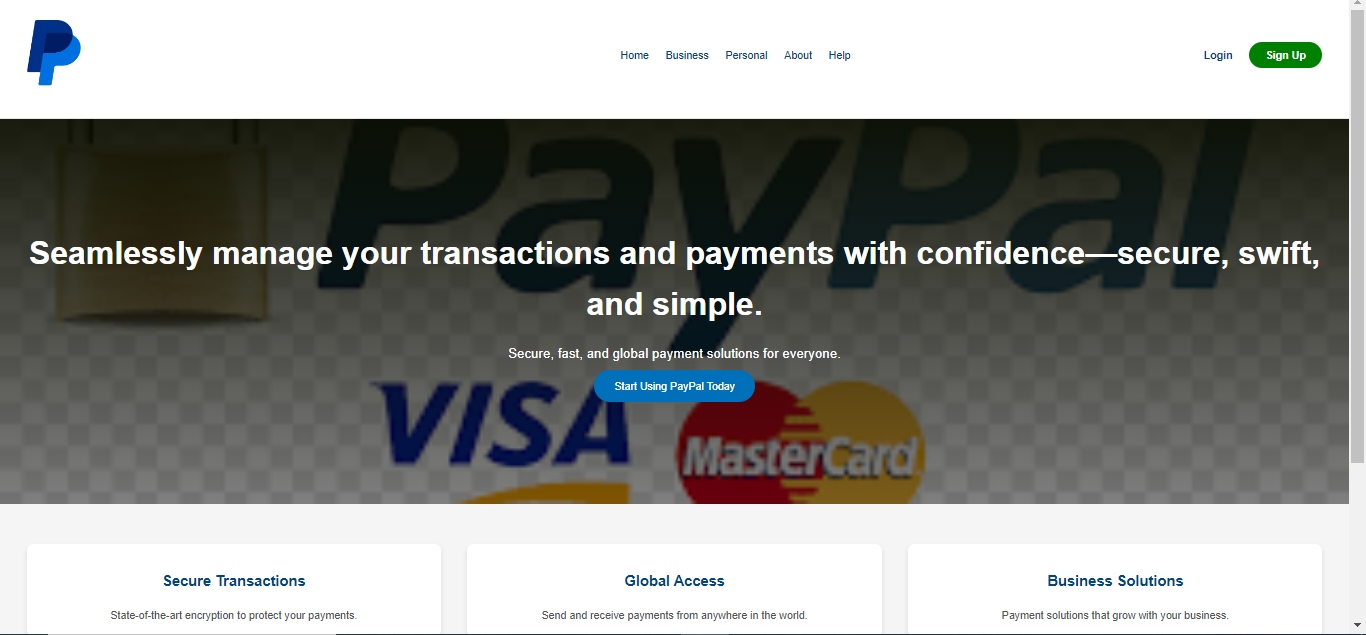 Home Business Personal About Help
Login Sign Up
PayPal
Seamlessly manage your transactions and payments with confidence—secure, swift,
and simple.
Secure, fast, and global payment solutions for everyone.
Start Using PayPal Today
VISA MasterCard
Secure Transactions
State-of-the-art encryption to protect your payments.
Global Access
Send and receive payments from anywhere in the world.
Business Solutions
Payment solutions that grow with your business.